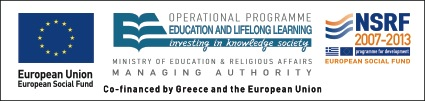 European Union
European Social Fund
OPERATIONAL PROGRAMME
EDUCATION AND LIFELONG LEARNING
investing in knowledge society
MINISTRY OF EDUCATION & RELIGIOUS AFFAIRS
MANAGING AUTHORITY
NSRF
2007-2013
programme for development
EUROPEAN SOCIAL FUND
Co-financed by Greece and the European Union